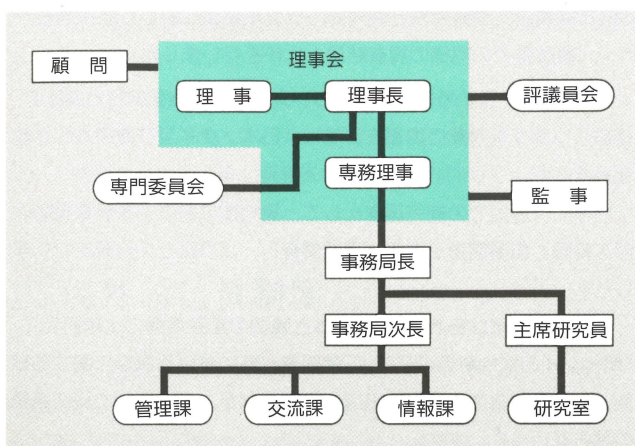 理事会
顧問
理事
理事長
評議員会
専門委員会
専務理事
監事
事務局長
事務局次長
主席研究員
管理課
交流課
情報課
研究室